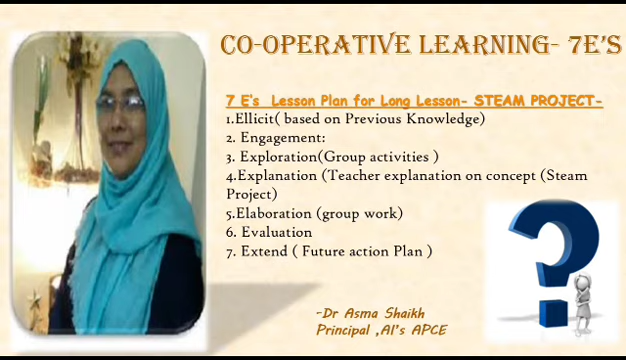 CO-OPERATIVE LEARNING- 7E'S
7 E's Lesson Plan for Long Lesson- STEAM PROJECT-
1.Ellicit( based on Previous Knowledge)
2. Engagement:
3. Exploration(Group activities )
4.Explanation (Teacher explanation on concept (Steam
Project)
5.Elaboration (group work)
6. Evaluation
7. Extend ( Future action Plan )
-Dr Asma Shaikh
Principal ,AI's APCE